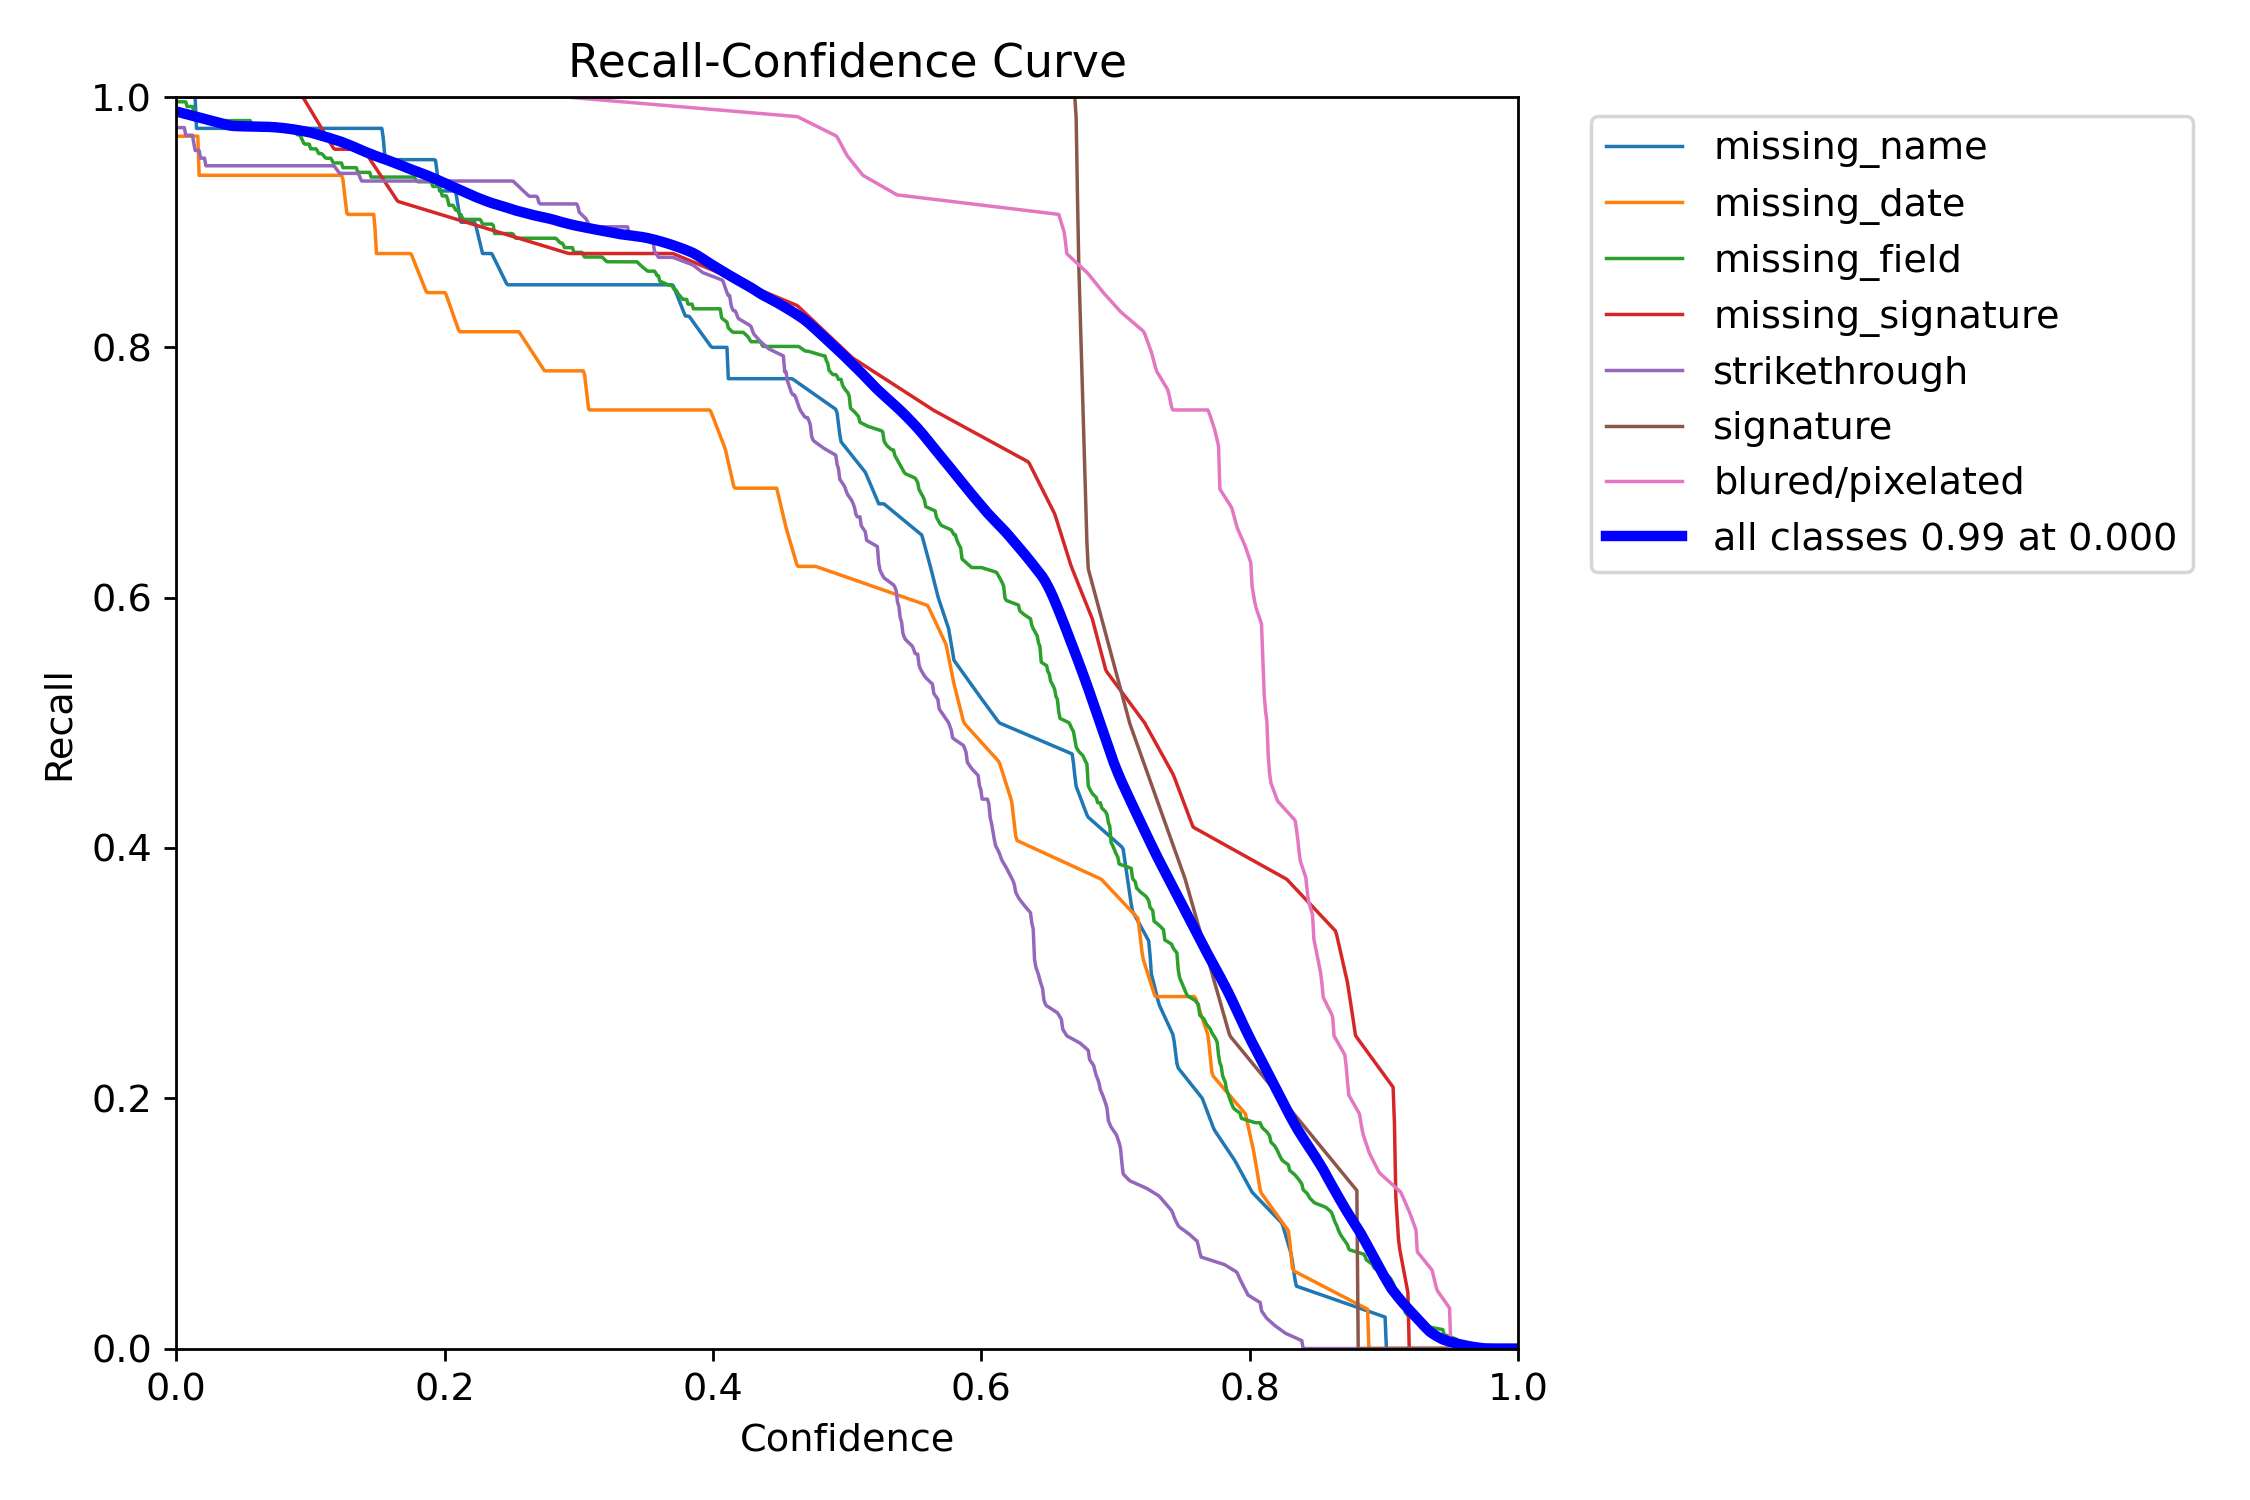 Recall-Confidence Curve
1.0
0.8
0.6
0.4
0.2
0.0
Recall
0.0 0.2 0.4 0.6 0.8 1.0
Confidence
missing_name
missing_date
missing_field
missing_signature
strikethrough
signature
blured/pixelated
all classes 0.99 at 0.000